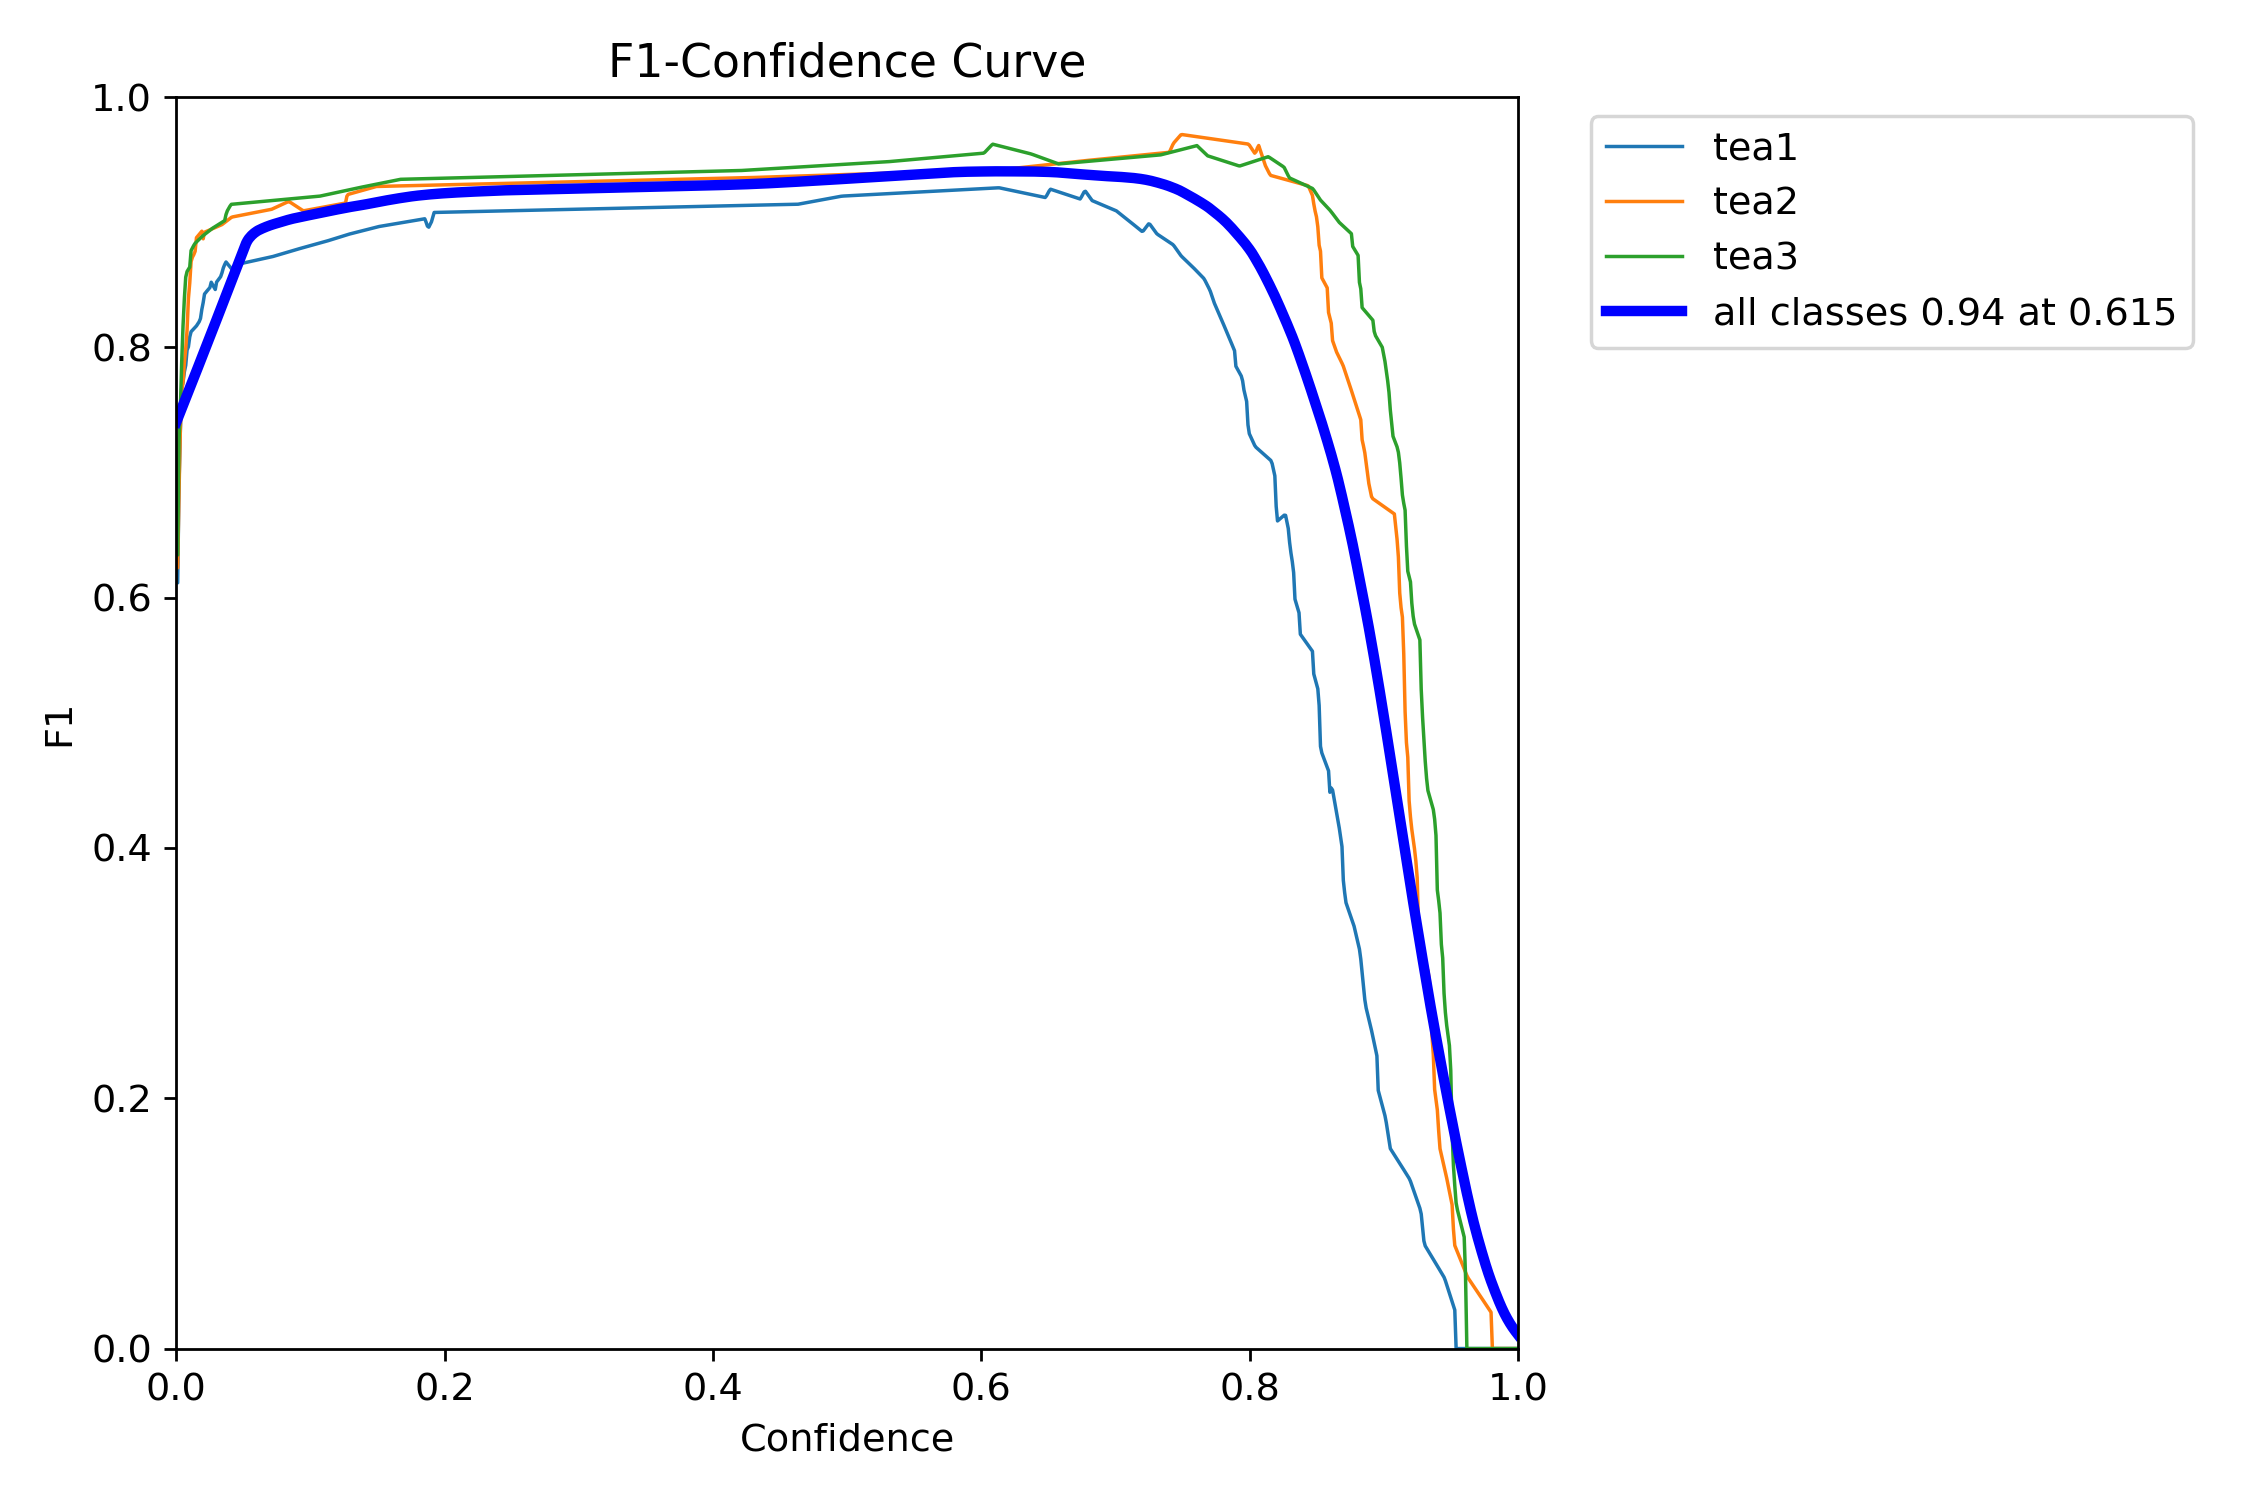 F1-Confidence Curve
1.0
0.8
0.6
0.4
0.2
0.0
F1
0.0 0.2 0.4 0.6 0.8 1.0
Confidence
tea1
tea2
tea3
all classes 0.94 at 0.615